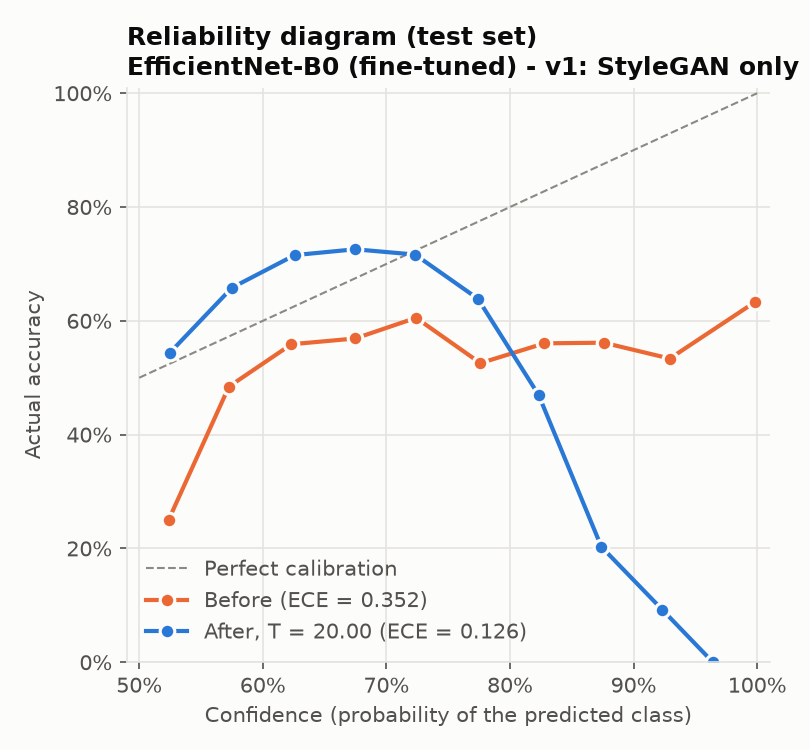 Reliability diagram (test set)
EfficientNet-B0 (fine-tuned) - v1: StyleGAN only
100%
80%
60%
40%
20%
0%
Actual accuracy
Perfect calibration
Before (ECE = 0.352)
After, T = 20.00 (ECE = 0.126)
50%
60%
70%
80%
90%
100%
Confidence (probability of the predicted class)